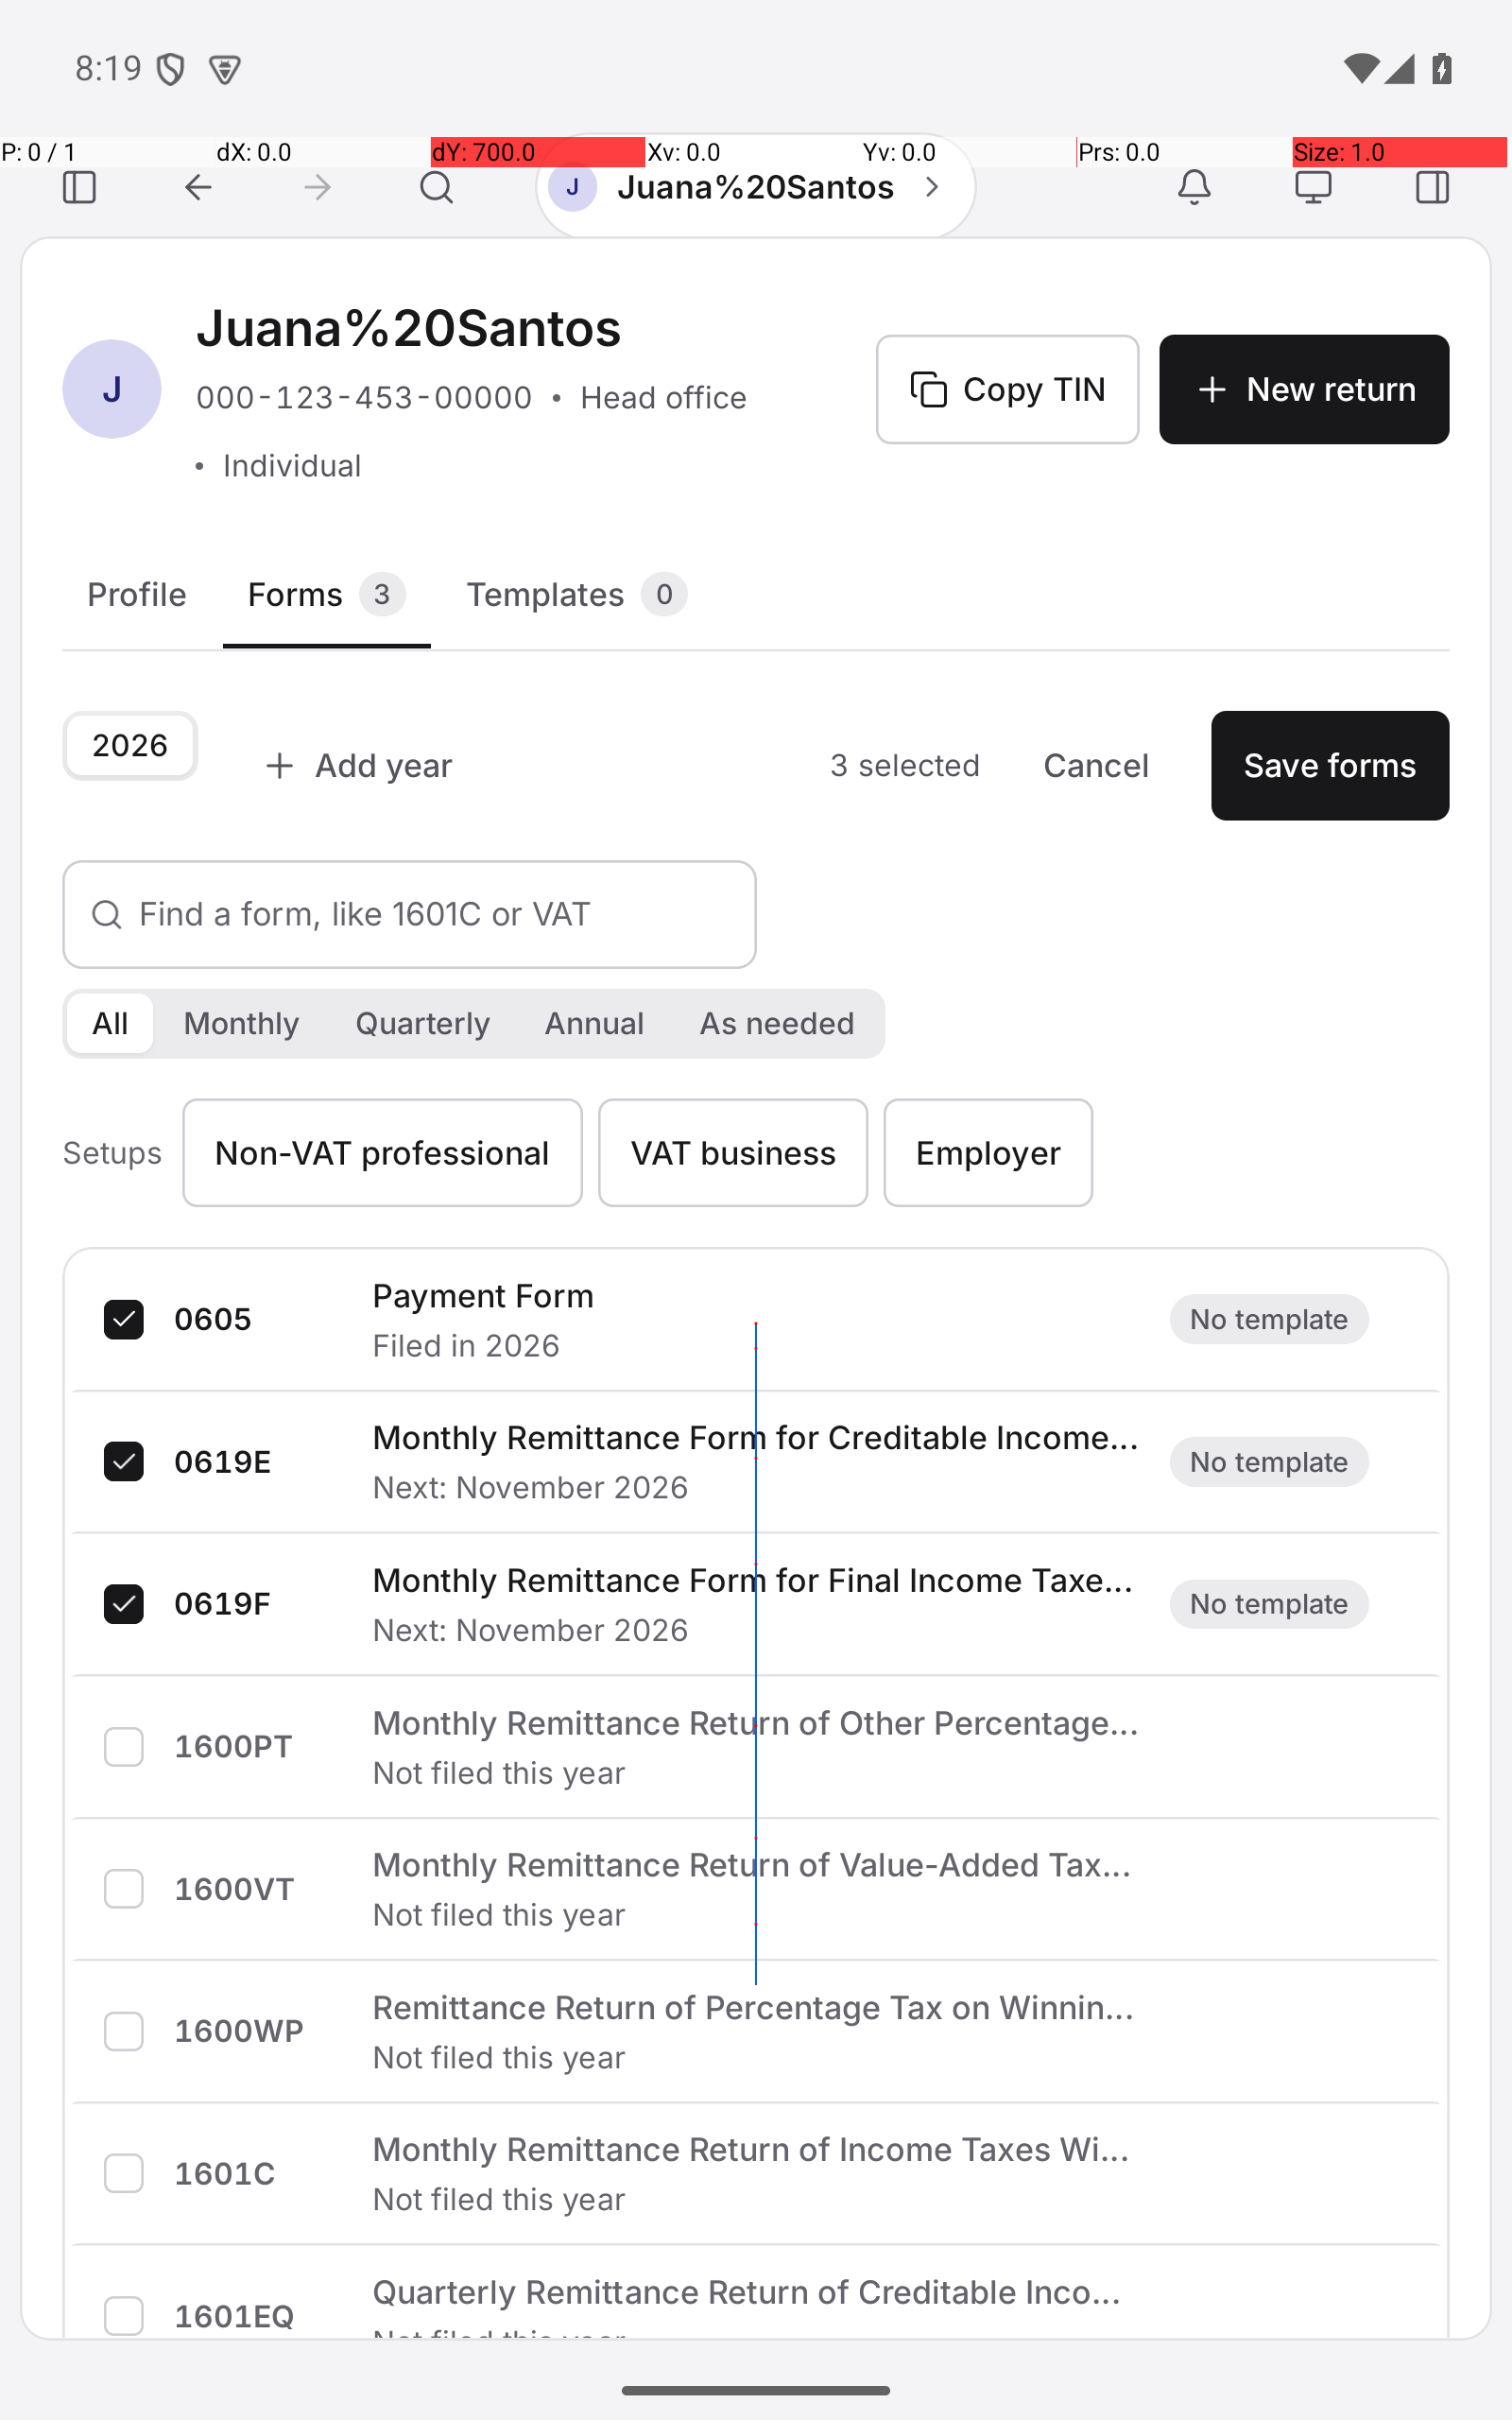 8:19
P: 0 / 1 dX: 0.0 dY: 700.0 Xv: 0.0 Yv: 0.0 Prs: 0.0 Size: 1.0
J Juana%20Santos
J
Juana%20Santos
000-123-453-00000 • Head office
• Individual
Copy TIN
New return
Profile Forms 3 Templates 0
2026 Add year 3 selected Cancel Save forms
Find a form, like 1601C or VAT
All Monthly Quarterly Annual As needed
Setups Non-VAT professional VAT business Employer
0605 Payment Form No template
Filed in 2026
0619E Monthly Remittance Form for Creditable Income... No template
Next: November 2026
0619F Monthly Remittance Form for Final Income Taxe... No template
Next: November 2026
1600PT Monthly Remittance Return of Other Percentage...
Not filed this year
1600VT Monthly Remittance Return of Value-Added Tax...
Not filed this year
1600WP Remittance Return of Percentage Tax on Winnin...
Not filed this year
1601C Monthly Remittance Return of Income Taxes Wi...
Not filed this year
1601EQ Quarterly Remittance Return of Creditable Inco...